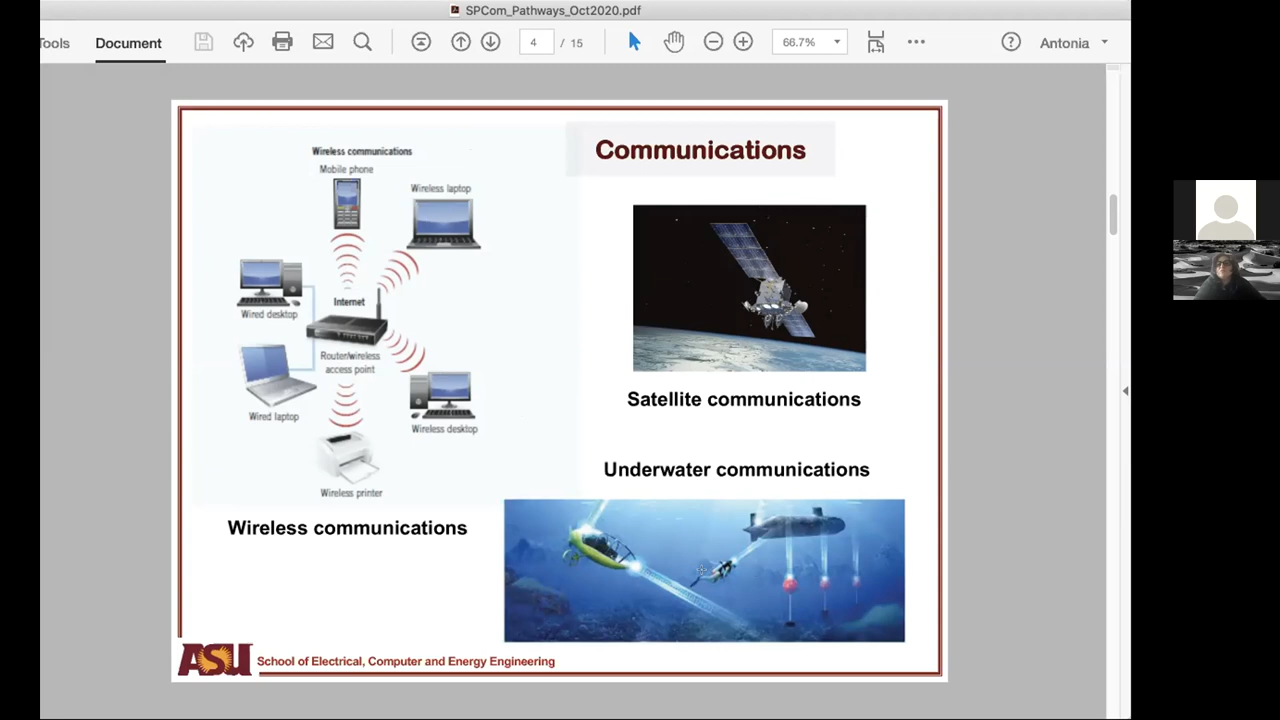 SPCom_Pathways_Oct2020.pdf
Tools
Document
4 / 15
66.7%
Antonia
Communications
Wireless communications
Mobile phone
Wireless laptop
Wired desktop
Internet
Router/wireless
access point
Wired laptop
Wireless desktop
Wireless printer
Wireless communications
Satellite communications
Underwater communications
ASU
School of Electrical, Computer and Energy Engineering